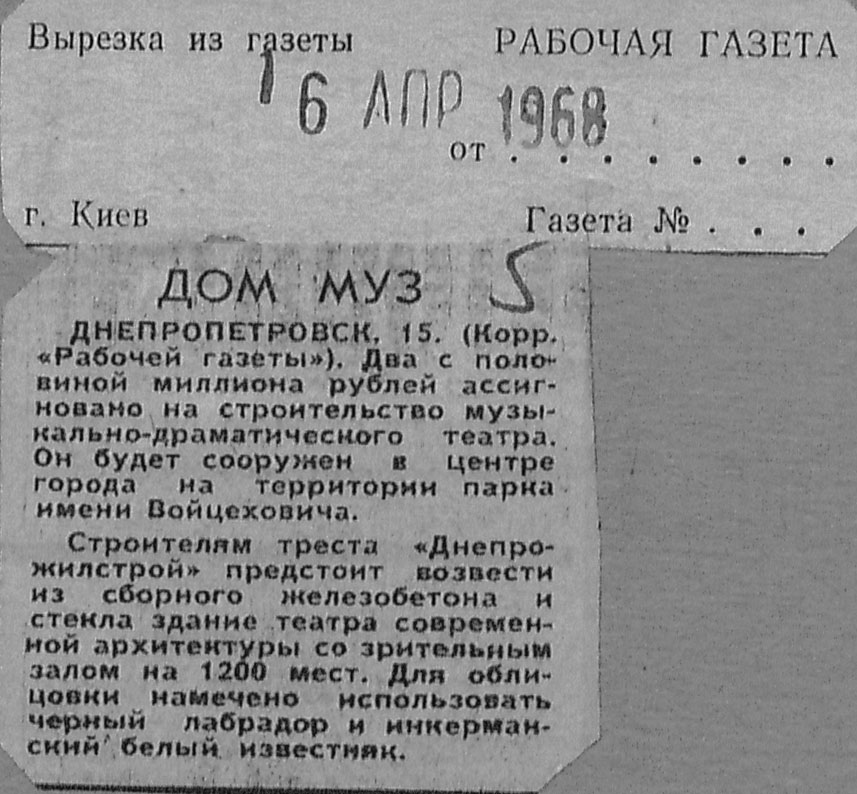 Вырезка из газеты РАБОЧАЯ ГАЗЕТА
16 АПР 1968
от . . . . . . . . .
г. Киев Газета № . . .
ДОМ МУЗ 5
ДНЕПРОПЕТРОВСК, 15. (Корр.
«Рабочей газеты»). Два с поло-
виной миллиона рублей ассиг-
новано на строительство музы-
кально-драматического театра.
Он будет сооружен в центре
города на территории парка
имени Войцеховича.
Строителям треста «Днепро-
жилстрой» предстоит возвести
из сборного железобетона и
стекла здание театра современ-
ной архитектуры со зрительным
залом на 1200 мест. Для обли-
цовки намечено использовать
черный лабрадор и инкерман-
ский белый известняк.